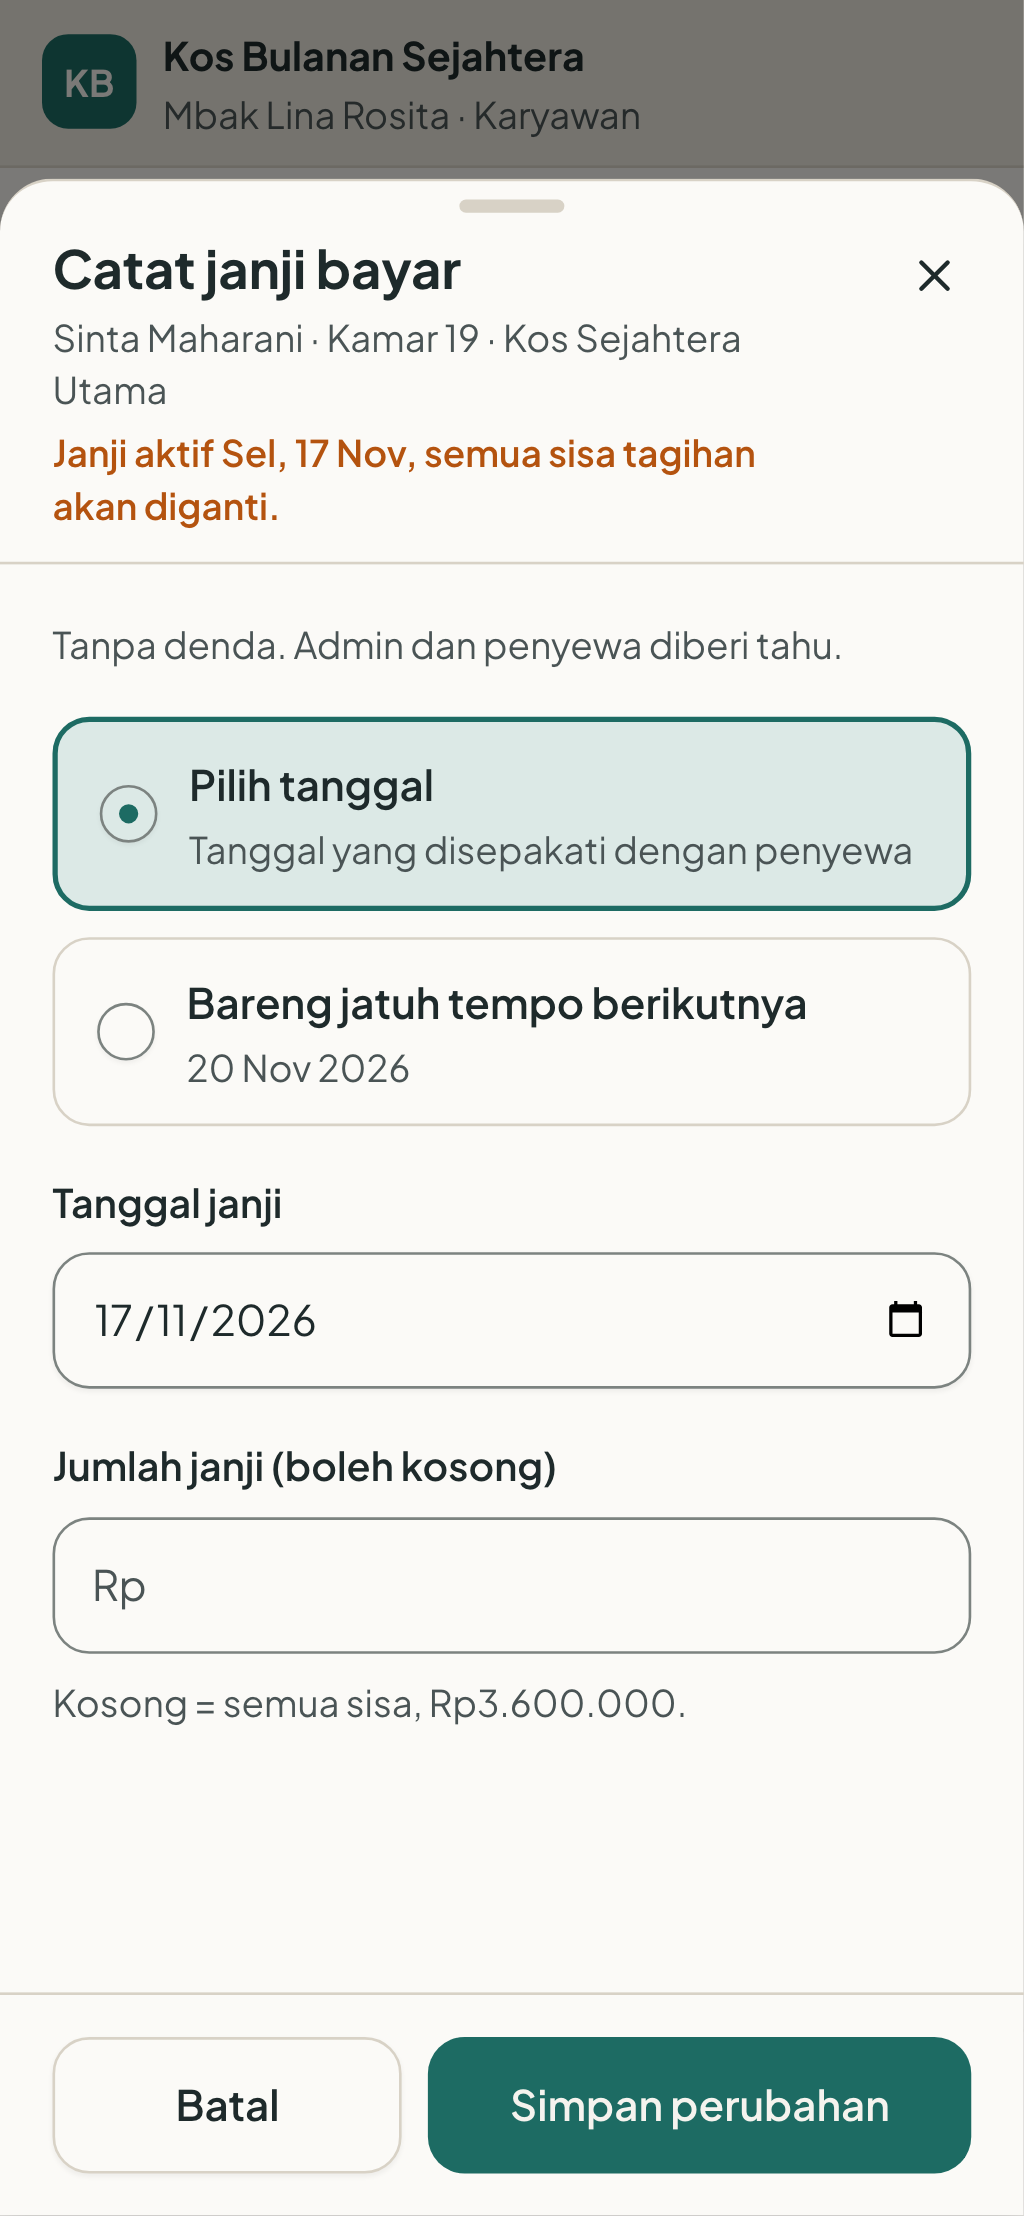 KB
Kos Bulanan Sejahtera
Mbak Lina Rosita · Karyawan
Catat janji bayar
Sinta Maharani · Kamar 19 · Kos Sejahtera
Utama
Janji aktif Sel, 17 Nov, semua sisa tagihan
akan diganti.
Tanpa denda. Admin dan penyewa diberi tahu.
Pilih tanggal
Tanggal yang disepakati dengan penyewa
Bareng jatuh tempo berikutnya
20 Nov 2026
Tanggal janji
17/11/2026
Jumlah janji (boleh kosong)
Rp
Kosong = semua sisa, Rp3.600.000.
Batal
Simpan perubahan